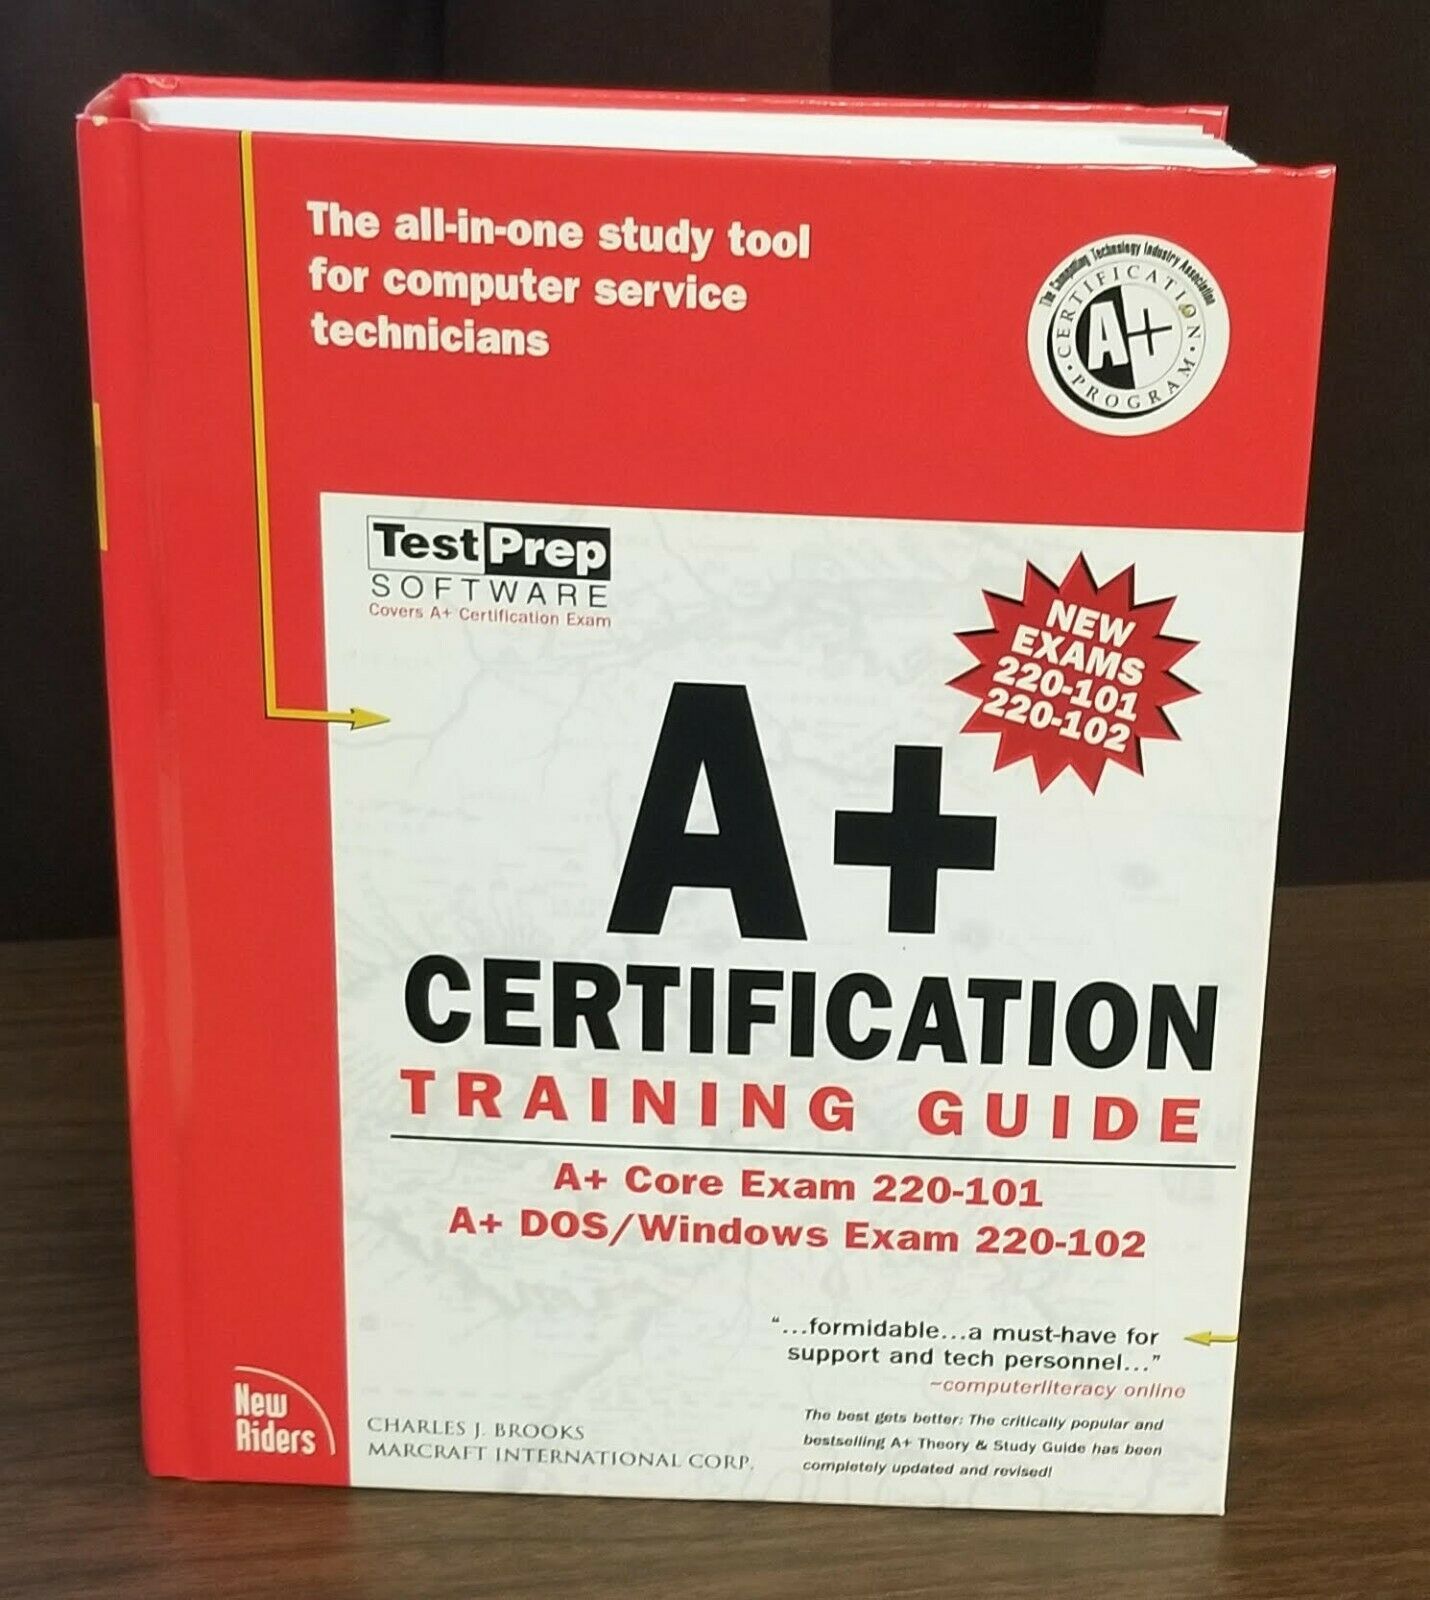 The all-in-one study tool
for computer service
technicians
The Computing Technology Industry Association
CERTIFICATION
A+
PROGRAM
TestPrep
SOFTWARE
Covers A+ Certification Exam
NEW
EXAMS
220-101
220-102
A+
CERTIFICATION
TRAINING GUIDE
A+ Core Exam 220-101
A+ DOS/Windows Exam 220-102
“...formidable...a must-have for
support and tech personnel...”
~computerliteracy online
The best gets better: The critically popular and
bestselling A+ Theory & Study Guide has been
completely updated and revised!
New
Riders
CHARLES J. BROOKS
MARCRAFT INTERNATIONAL CORP.